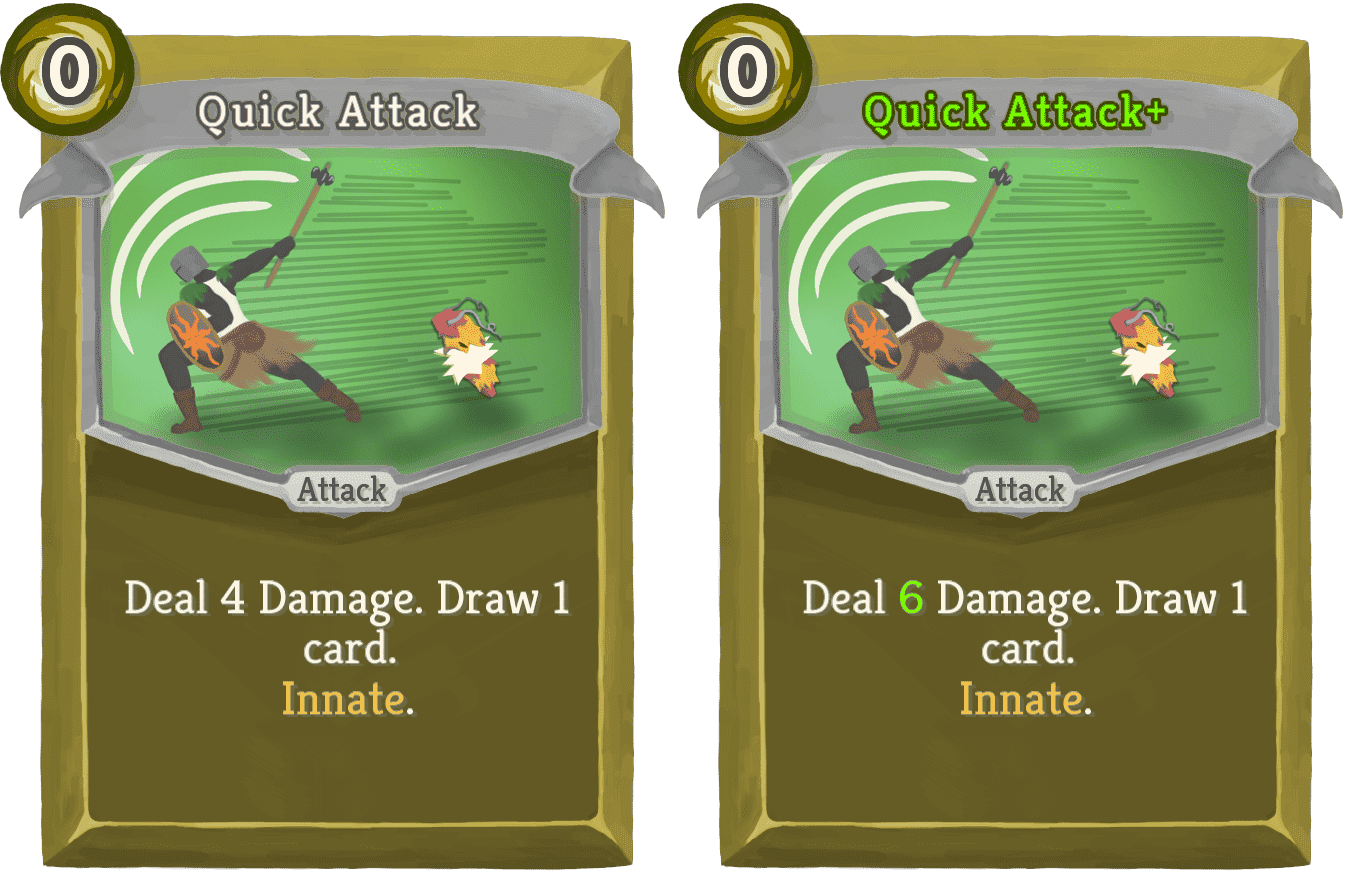 0
Quick Attack
Attack
Deal 4 Damage. Draw 1
card.
Innate.
0
Quick Attack+
Attack
Deal 6 Damage. Draw 1
card.
Innate.